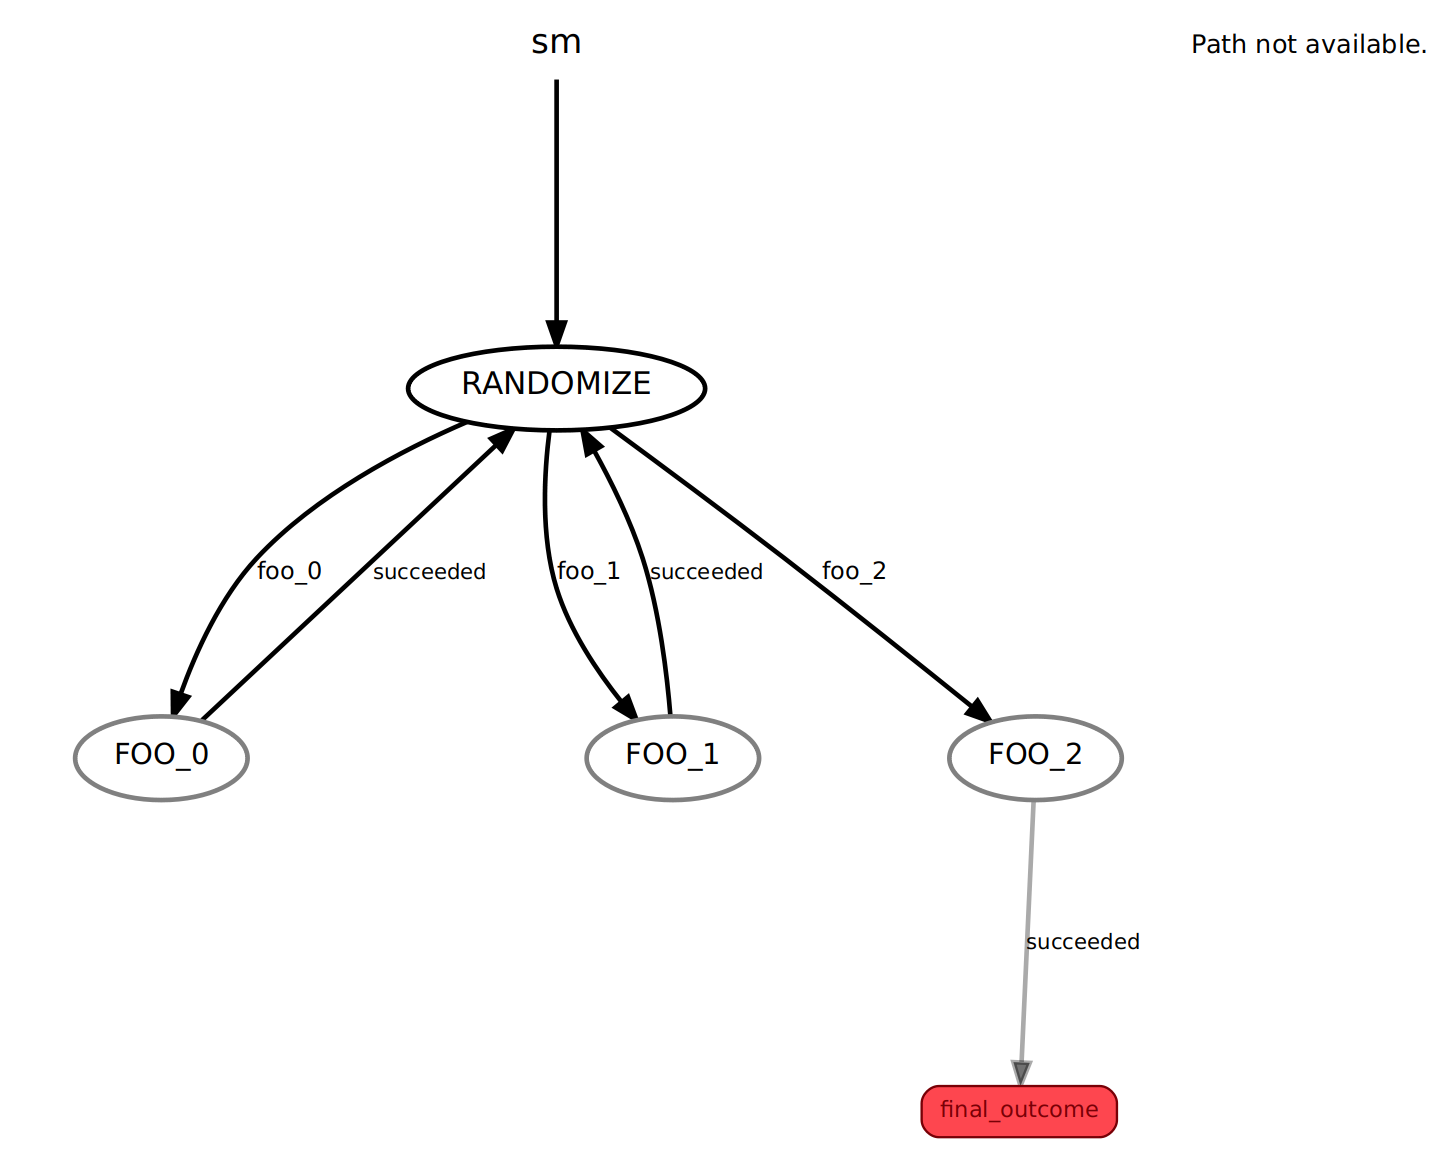 sm
Path not available.
RANDOMIZE
foo_0
succeeded
foo_1
succeeded
foo_2
FOO_0
FOO_1
FOO_2
succeeded
final_outcome